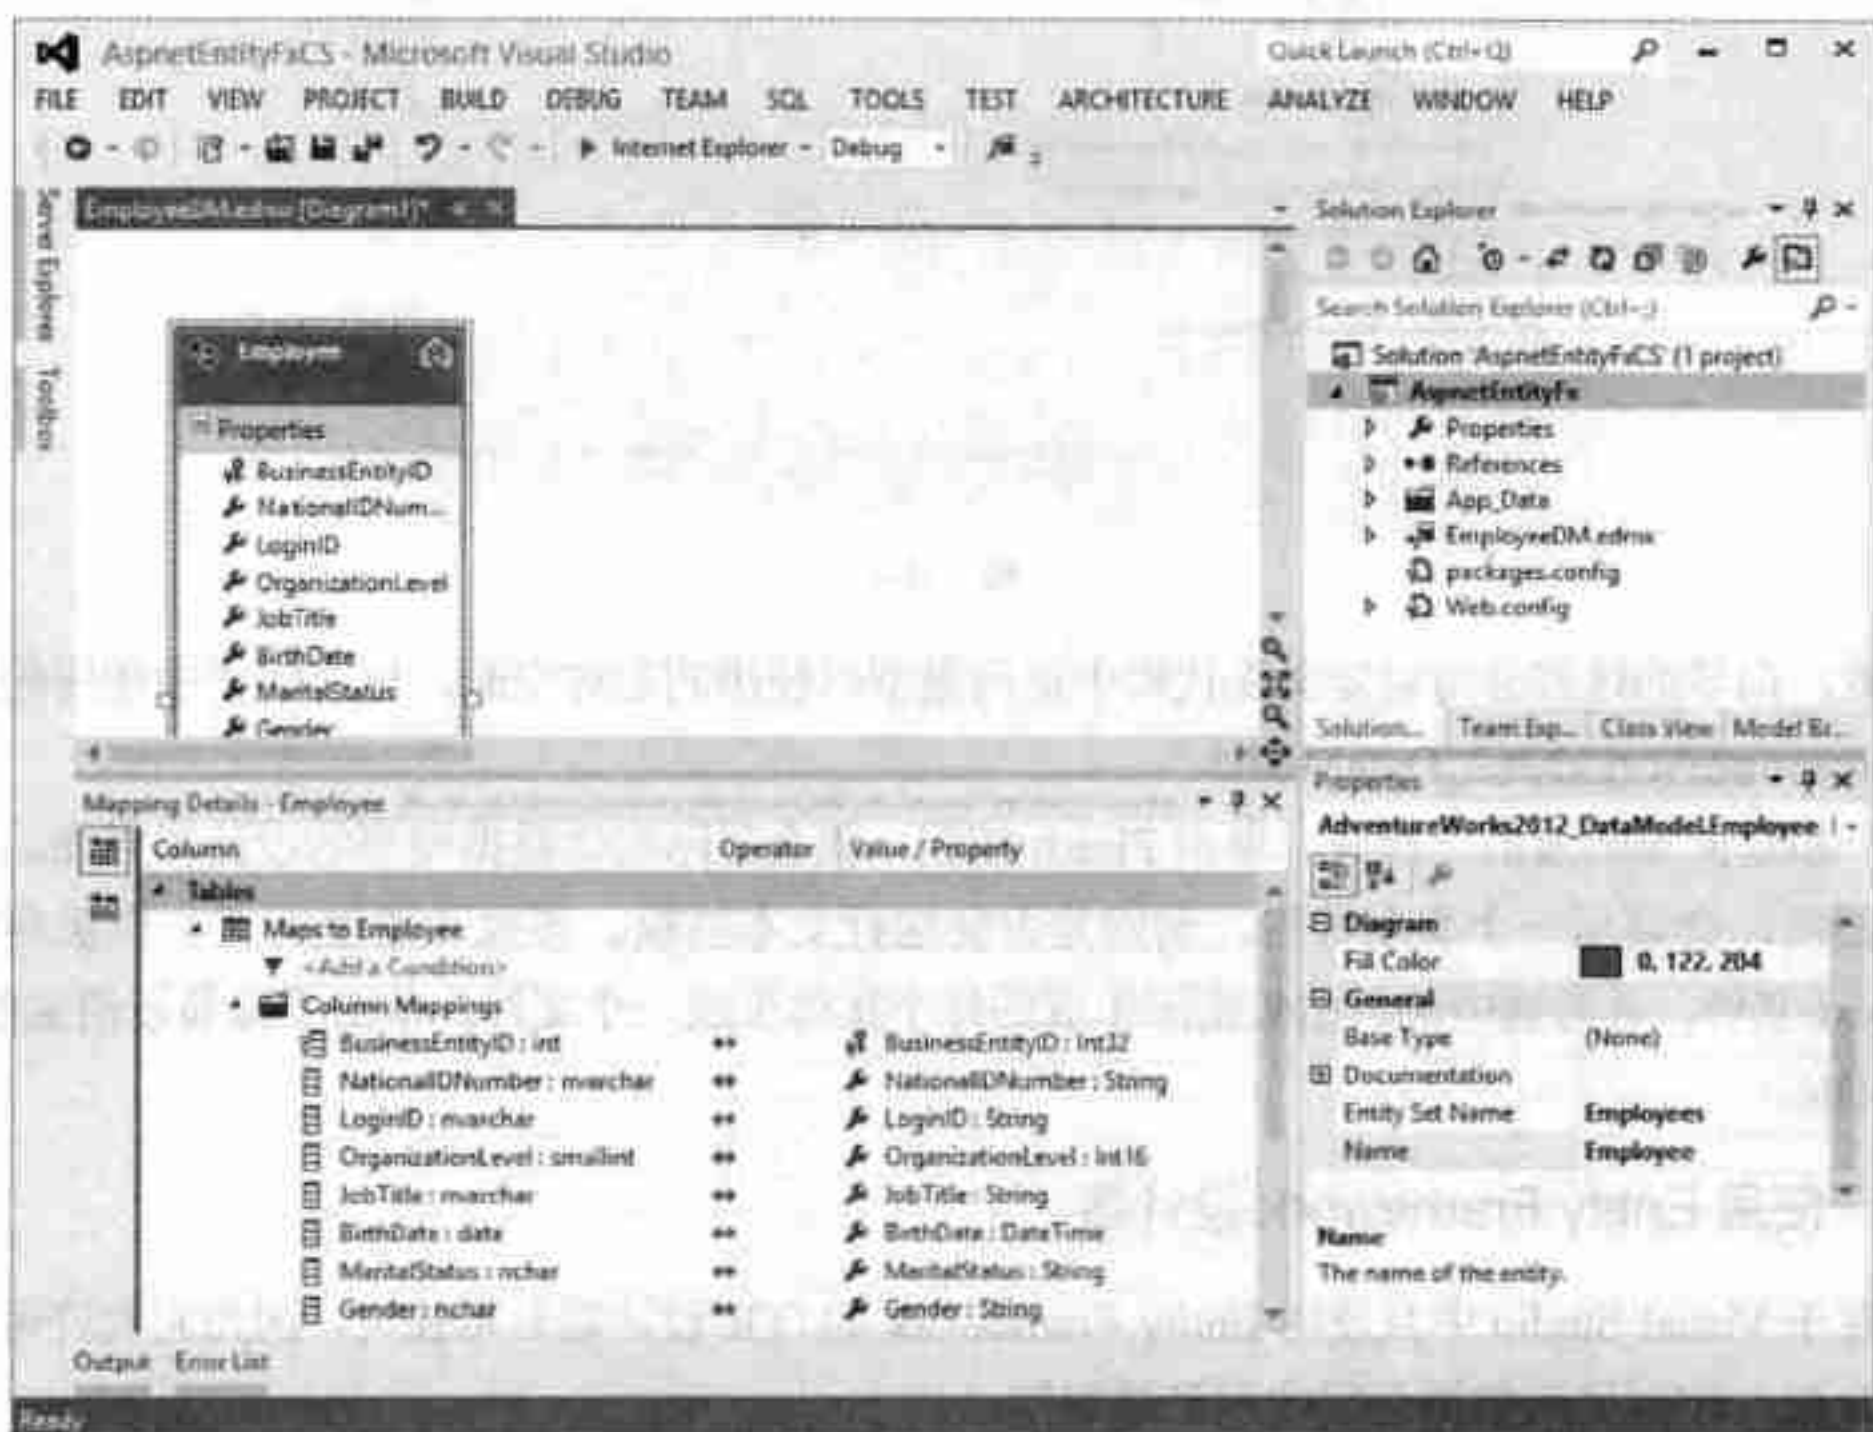 AspnetEntityFxCS - Microsoft Visual Studio
Quick Launch (Ctrl+Q)
FILE EDIT VIEW PROJECT BUILD DEBUG TEAM SQL TOOLS TEST ARCHITECTURE ANALYZE WINDOW HELP
Internet Explorer Debug
Server Explorer
Toolbox
EmployeeDM.edmx [Diagram1]*
Employee
Properties
BusinessEntityID
NationalIDNum...
LoginID
OrganizationLevel
JobTitle
BirthDate
MaritalStatus
Gender
Solution Explorer
Search Solution Explorer (Ctrl+;)
Solution 'AspnetEntityFxCS' (1 project)
AspnetEntityFx
Properties
References
App_Data
EmployeeDM.edmx
packages.config
Web.config
Solution... Team Exp... Class View Model Br...
Mapping Details - Employee
Column Operator Value / Property
Tables
Maps to Employee
<Add a Condition>
Column Mappings
BusinessEntityID : int ↔ BusinessEntityID : Int32
NationalIDNumber : nvarchar ↔ NationalIDNumber : String
LoginID : nvarchar ↔ LoginID : String
OrganizationLevel : smallint ↔ OrganizationLevel : Int16
JobTitle : nvarchar ↔ JobTitle : String
BirthDate : date ↔ BirthDate : DateTime
MaritalStatus : nchar ↔ MaritalStatus : String
Gender : nchar ↔ Gender : String
Properties
AdventureWorks2012_DataModel.Employee
Diagram
Fill Color 0, 122, 204
General
Base Type (None)
Documentation
Entity Set Name Employees
Name Employee
Name
The name of the entity.
Output Error List
Ready